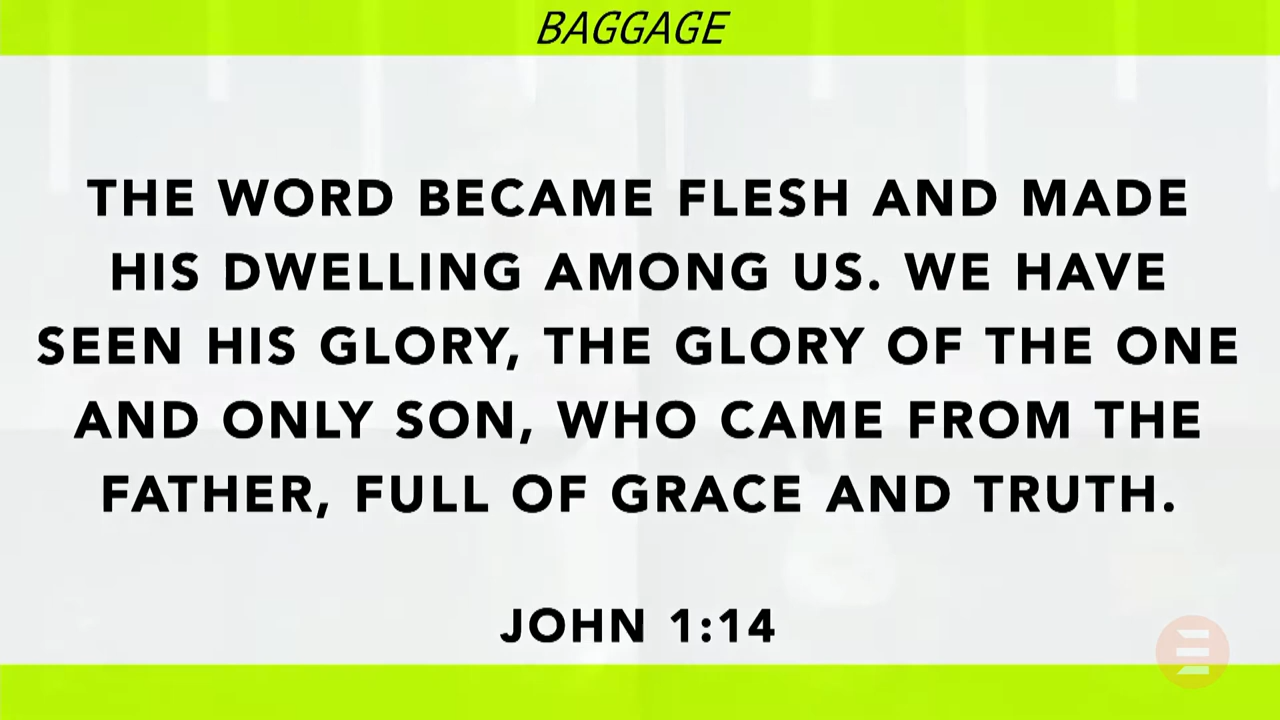 BAGGAGE
THE WORD BECAME FLESH AND MADE
HIS DWELLING AMONG US. WE HAVE
SEEN HIS GLORY, THE GLORY OF THE ONE
AND ONLY SON, WHO CAME FROM THE
FATHER, FULL OF GRACE AND TRUTH.
JOHN 1:14